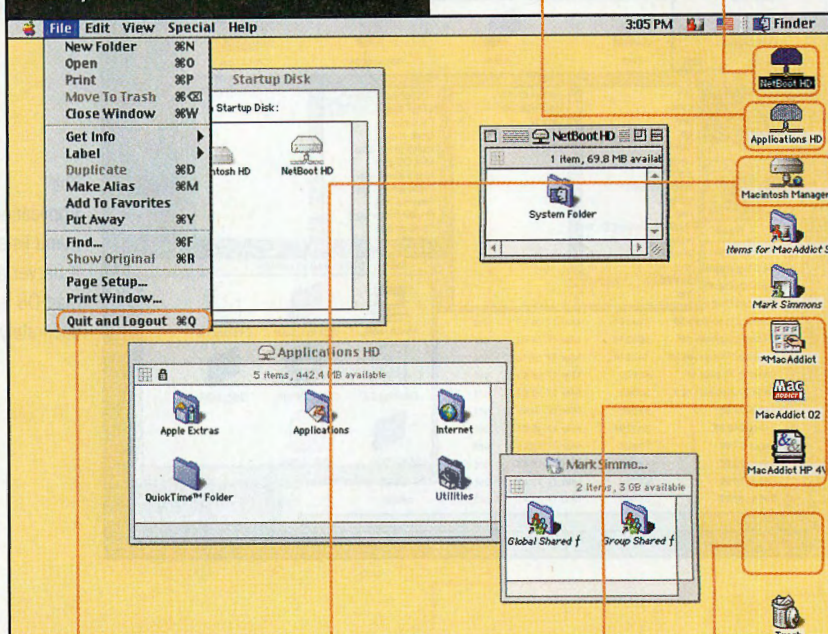 File Edit View Special Help 3:05 PM Finder
New Folder ⌘N
Open ⌘O
Print ⌘P
Move To Trash ⌘⌫
Close Window ⌘W
Get Info
Label
Duplicate ⌘D
Make Alias ⌘M
Add To Favorites
Put Away ⌘Y
Find... ⌘F
Show Original ⌘R
Page Setup...
Print Window...
Quit and Logout ⌘Q
Startup Disk
Startup Disk:
ntosh HD
NetBoot HD
NetBoot HD
1 item, 69.8 MB availab
System Folder
NetBoot HD
Applications HD
Macintosh Manager
Items for MacAddict S
Mark Simmons
*MacAddict
Mac
ADDICT
MacAddict 02
MacAddict HP 4V
Applications HD
5 items, 442.4 MB available
Apple Extras
Applications
Internet
QuickTime™ Folder
Utilities
Mark Simmo...
2 items, 3 GB available
Global Shared f
Group Shared f
Trash